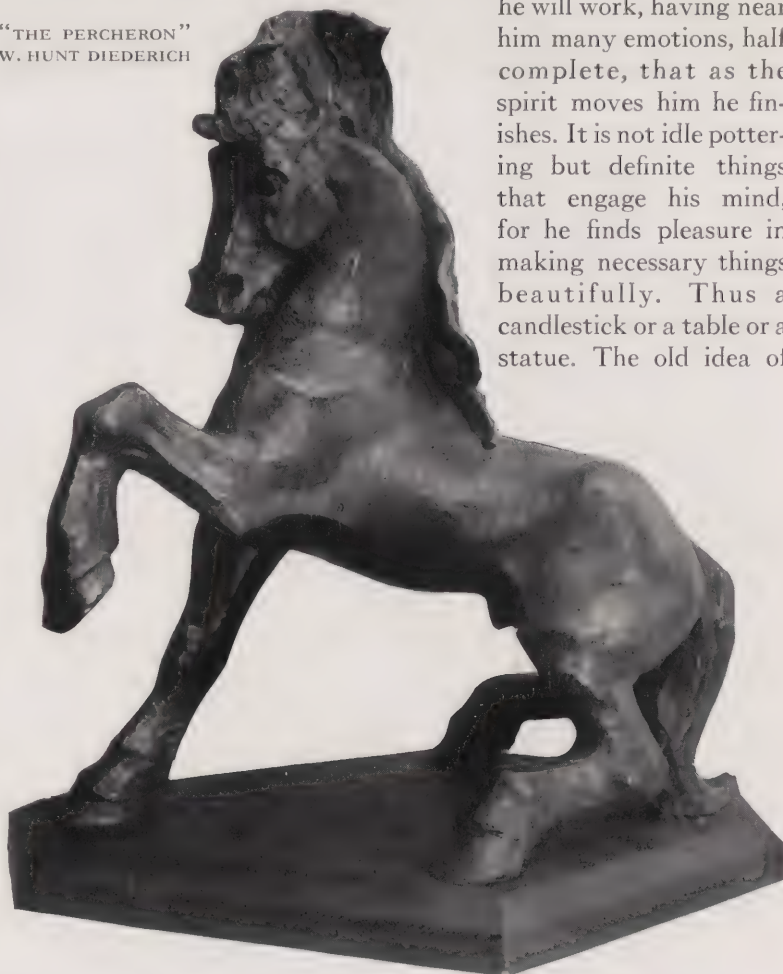 “THE PERCHERON”
W. HUNT DIEDERICH
he will work, having near
him many emotions, half
complete, that as the
spirit moves him he fin-
ishes. It is not idle potter-
ing but definite things
that engage his mind,
for he finds pleasure in
making necessary things
beautifully. Thus a
candlestick or a table or a
statue. The old idea of